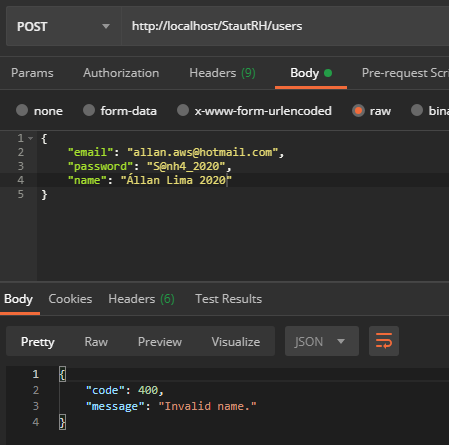 POST http://localhost/StautRH/users
Params Authorization Headers (9) Body Pre-request Scri
none form-data x-www-form-urlencoded raw bina
1 {
2 "email": "allan.aws@hotmail.com",
3 "password": "S@nh4_2020",
4 "name": "Állan Lima 2020"
5 }
Body Cookies Headers (6) Test Results
Pretty Raw Preview Visualize JSON
1 {
2 "code": 400,
3 "message": "Invalid name."
4 }